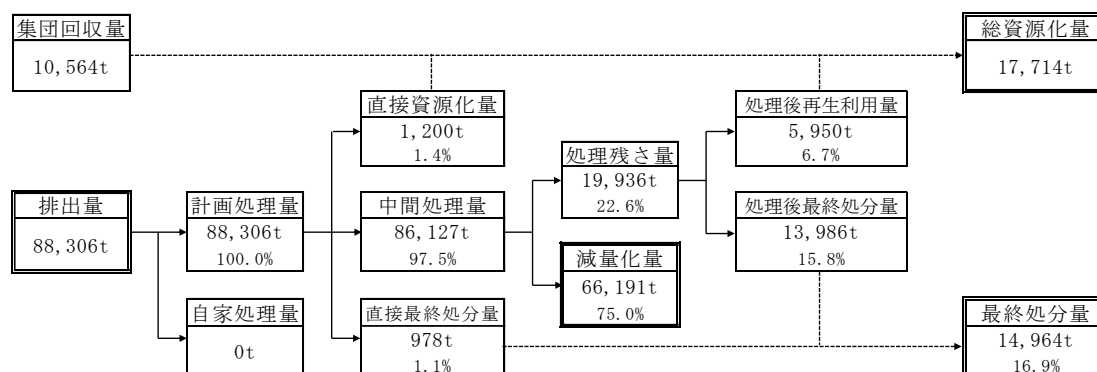 集団回収量
10,564t
総資源化量
17,714t
直接資源化量
1,200t
1.4%
処理後再生利用量
5,950t
6.7%
処理残さ量
19,936t
22.6%
排出量
88,306t
計画処理量
88,306t
100.0%
中間処理量
86,127t
97.5%
処理後最終処分量
13,986t
15.8%
減量化量
66,191t
75.0%
自家処理量
0t
直接最終処分量
978t
1.1%
最終処分量
14,964t
16.9%